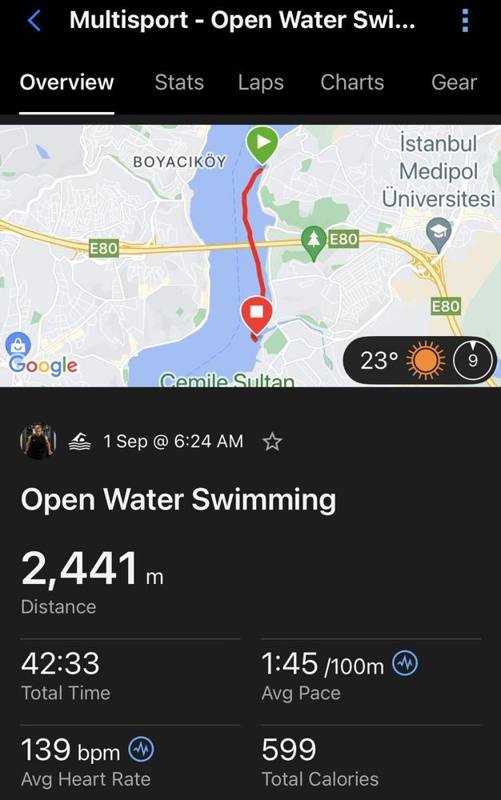 Multisport - Open Water Swi...
Overview Stats Laps Charts Gear
BOYACIKÖY
İstanbul
Medipol
Üniversitesi
E80
E80
E80
Google
Cemile Sultan
23°
9
1 Sep @ 6:24 AM
Open Water Swimming
2,441 m
Distance
42:33
Total Time
1:45 /100m
Avg Pace
139 bpm
Avg Heart Rate
599
Total Calories